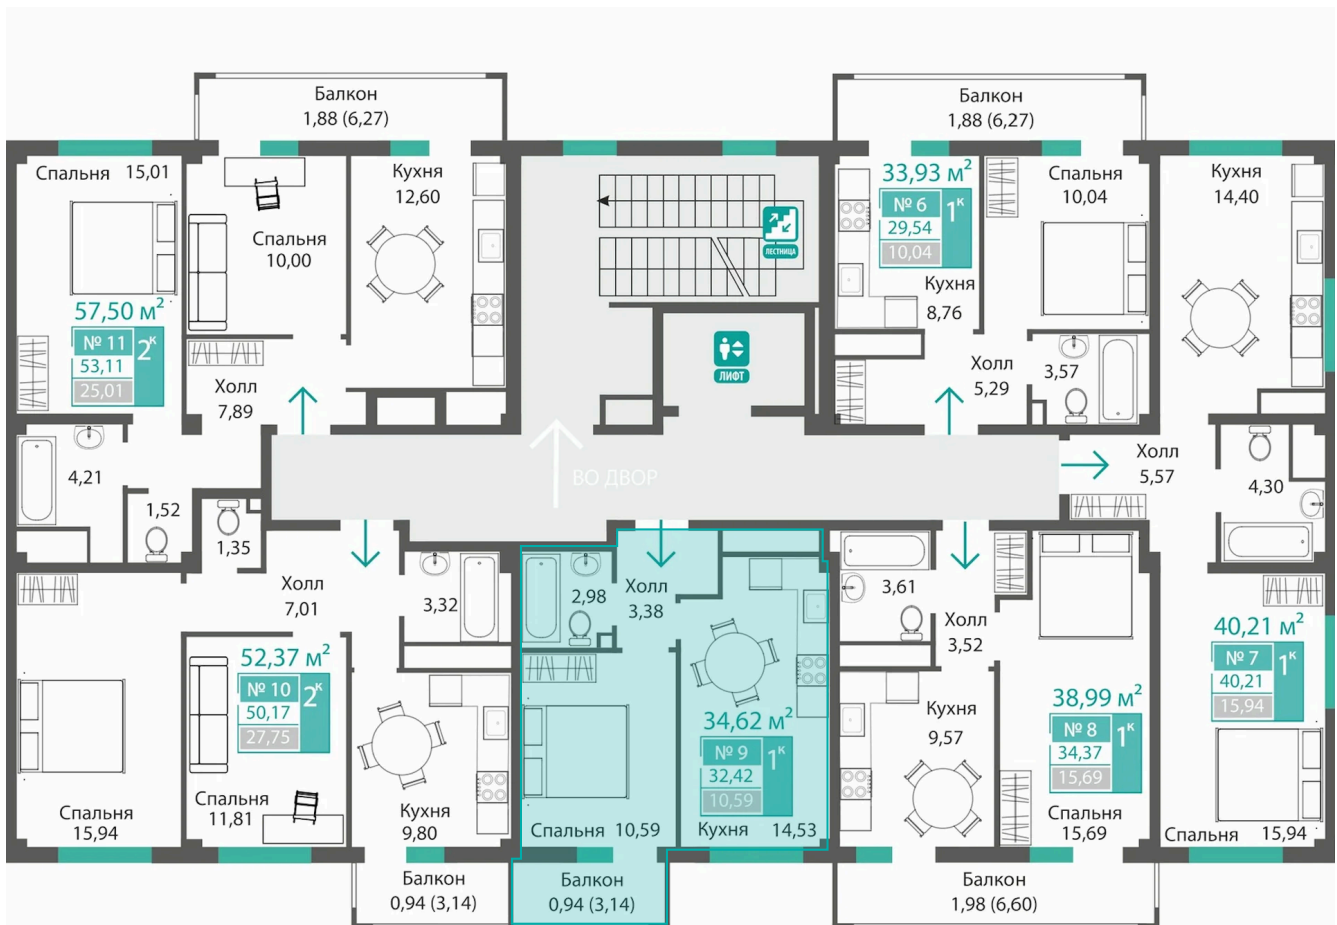 Балкон
1,88 (6,27)
Спальня 15,01
Кухня
12,60
Спальня
10,00
57,50 м²
№ 11
2ᴷ
53,11
25,01
Холл
7,89
4,21
1,52
1,35
ЛЕСТНИЦА
ЛИФТ
ВО ДВОР
Балкон
1,88 (6,27)
33,93 м²
№ 6
1ᴷ
29,54
10,04
Кухня
8,76
Спальня
10,04
Кухня
14,40
Холл
5,29
3,57
Холл
5,57
4,30
Холл
7,01
3,32
52,37 м²
№ 10
2ᴷ
50,17
27,75
Спальня
15,94
Спальня
11,81
Кухня
9,80
Балкон
0,94 (3,14)
2,98
Холл
3,38
34,62 м²
№ 9
1ᴷ
32,42
10,59
Спальня 10,59
Кухня 14,53
Балкон
0,94 (3,14)
3,61
Холл
3,52
Кухня
9,57
38,99 м²
№ 8
1ᴷ
34,37
15,69
Спальня
15,69
Балкон
1,98 (6,60)
40,21 м²
№ 7
1ᴷ
40,21
15,94
Спальня 15,94